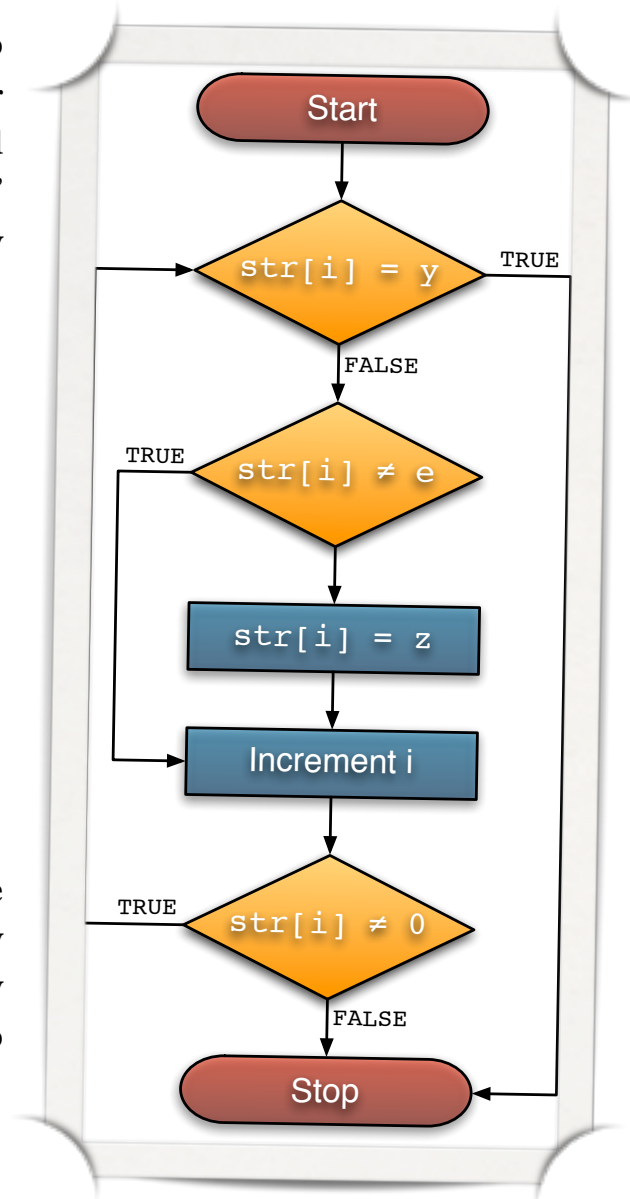 Start
str[i] = y
TRUE
FALSE
TRUE
str[i] ≠ e
str[i] = z
Increment i
TRUE
str[i] ≠ 0
FALSE
Stop